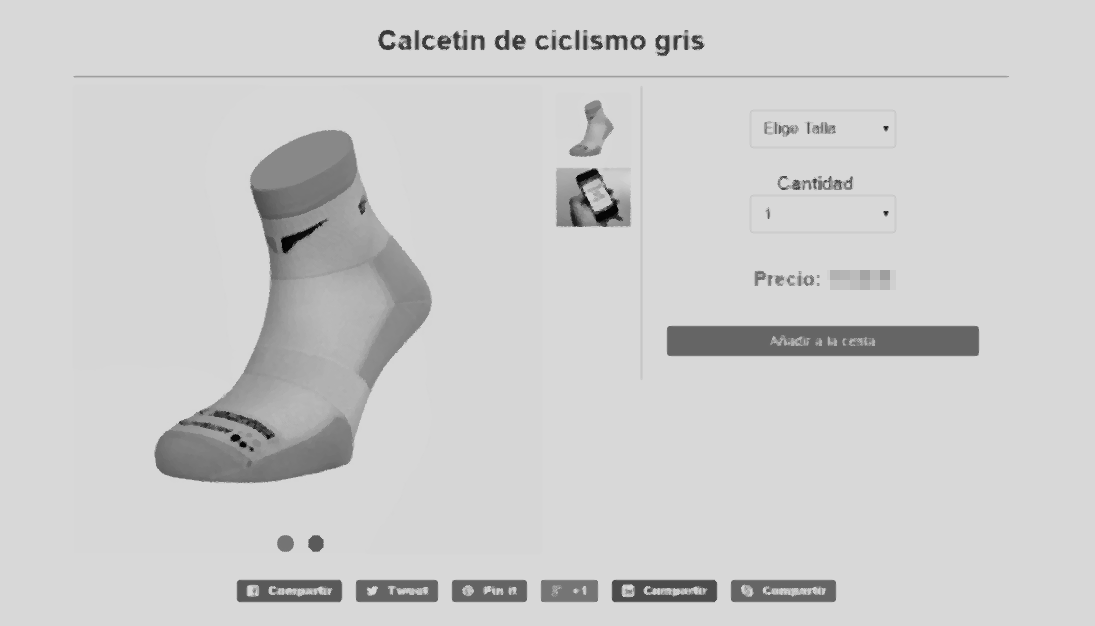 Calcetin de ciclismo gris
Elige Talla
Cantidad
1
Precio:
Añadir a la cesta
Compartir
Tweet
Pin it
+1
Compartir
Compartir